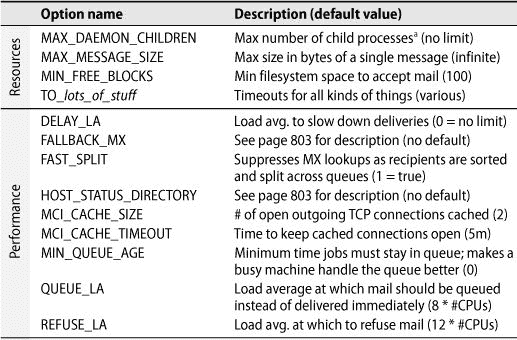 Option name Description (default value)
Resources
MAX_DAEMON_CHILDREN Max number of child processesᵃ (no limit)
MAX_MESSAGE_SIZE Max size in bytes of a single message (infinite)
MIN_FREE_BLOCKS Min filesystem space to accept mail (100)
TO_lots_of_stuff Timeouts for all kinds of things (various)
Performance
DELAY_LA Load avg. to slow down deliveries (0 = no limit)
FALLBACK_MX See page 803 for description (no default)
FAST_SPLIT Suppresses MX lookups as recipients are sorted
and split across queues (1 = true)
HOST_STATUS_DIRECTORY See page 803 for description (no default)
MCI_CACHE_SIZE # of open outgoing TCP connections cached (2)
MCI_CACHE_TIMEOUT Time to keep cached connections open (5m)
MIN_QUEUE_AGE Minimum time jobs must stay in queue; makes a
busy machine handle the queue better (0)
QUEUE_LA Load average at which mail should be queued
instead of delivered immediately (8 * #CPUs)
REFUSE_LA Load avg. at which to refuse mail (12 * #CPUs)